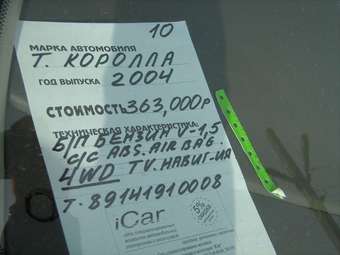 10
МАРКА АВТОМОБИЛЯ
Т. КОРОЛЛА
ГОД ВЫПУСКА 2004
СТОИМОСТЬ 363,000р
ТЕХНИЧЕСКАЯ ХАРАКТЕРИСТИКА:
Б/П БЕНЗИН V-1,5
С/С ABS. AIR BAG.
4WD TV. НАВИГ-ИЯ
Т. 89141910008
iCar
5%